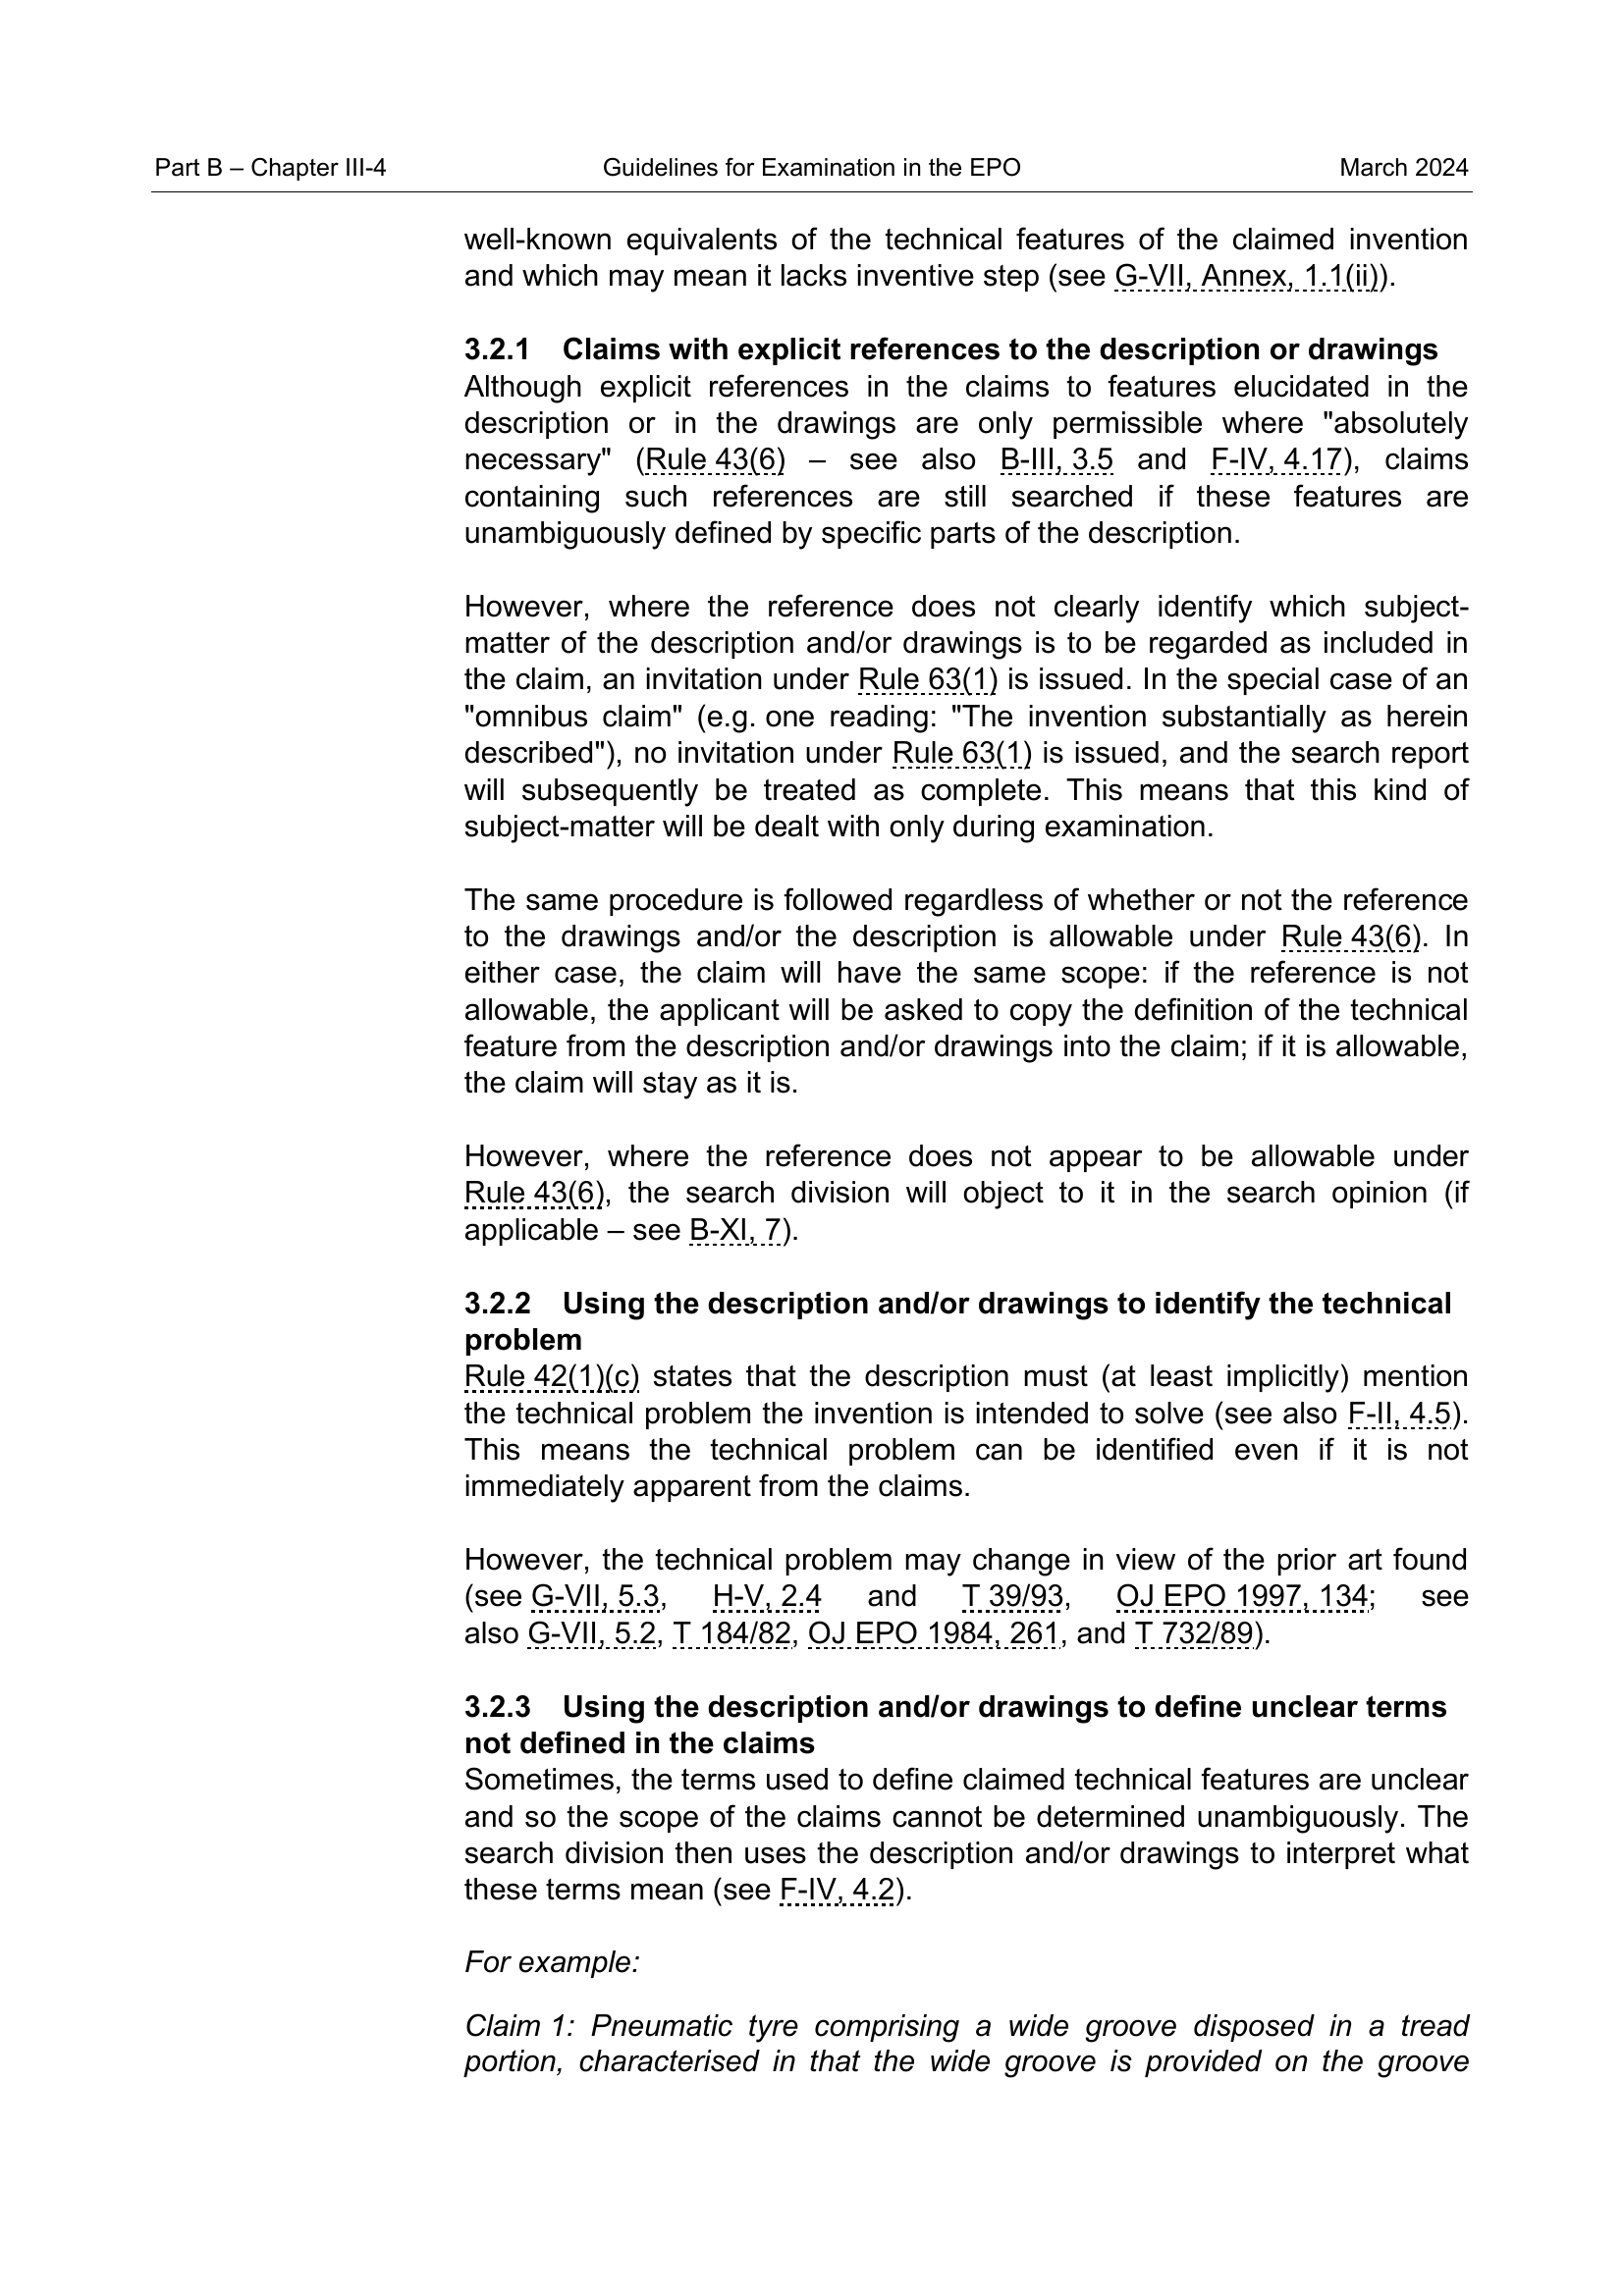 Part B – Chapter III-4 Guidelines for Examination in the EPO March 2024
well-known equivalents of the technical features of the claimed invention
and which may mean it lacks inventive step (see G-VII, Annex, 1.1(ii)).
3.2.1 Claims with explicit references to the description or drawings
Although explicit references in the claims to features elucidated in the
description or in the drawings are only permissible where "absolutely
necessary" (Rule 43(6) – see also B-III, 3.5 and F-IV, 4.17), claims
containing such references are still searched if these features are
unambiguously defined by specific parts of the description.
However, where the reference does not clearly identify which subject-
matter of the description and/or drawings is to be regarded as included in
the claim, an invitation under Rule 63(1) is issued. In the special case of an
"omnibus claim" (e.g. one reading: "The invention substantially as herein
described"), no invitation under Rule 63(1) is issued, and the search report
will subsequently be treated as complete. This means that this kind of
subject-matter will be dealt with only during examination.
The same procedure is followed regardless of whether or not the reference
to the drawings and/or the description is allowable under Rule 43(6). In
either case, the claim will have the same scope: if the reference is not
allowable, the applicant will be asked to copy the definition of the technical
feature from the description and/or drawings into the claim; if it is allowable,
the claim will stay as it is.
However, where the reference does not appear to be allowable under
Rule 43(6), the search division will object to it in the search opinion (if
applicable – see B-XI, 7).
3.2.2 Using the description and/or drawings to identify the technical
problem
Rule 42(1)(c) states that the description must (at least implicitly) mention
the technical problem the invention is intended to solve (see also F-II, 4.5).
This means the technical problem can be identified even if it is not
immediately apparent from the claims.
However, the technical problem may change in view of the prior art found
(see G-VII, 5.3, H-V, 2.4 and T 39/93, OJ EPO 1997, 134; see
also G-VII, 5.2, T 184/82, OJ EPO 1984, 261, and T 732/89).
3.2.3 Using the description and/or drawings to define unclear terms
not defined in the claims
Sometimes, the terms used to define claimed technical features are unclear
and so the scope of the claims cannot be determined unambiguously. The
search division then uses the description and/or drawings to interpret what
these terms mean (see F-IV, 4.2).
For example:
Claim 1: Pneumatic tyre comprising a wide groove disposed in a tread
portion, characterised in that the wide groove is provided on the groove